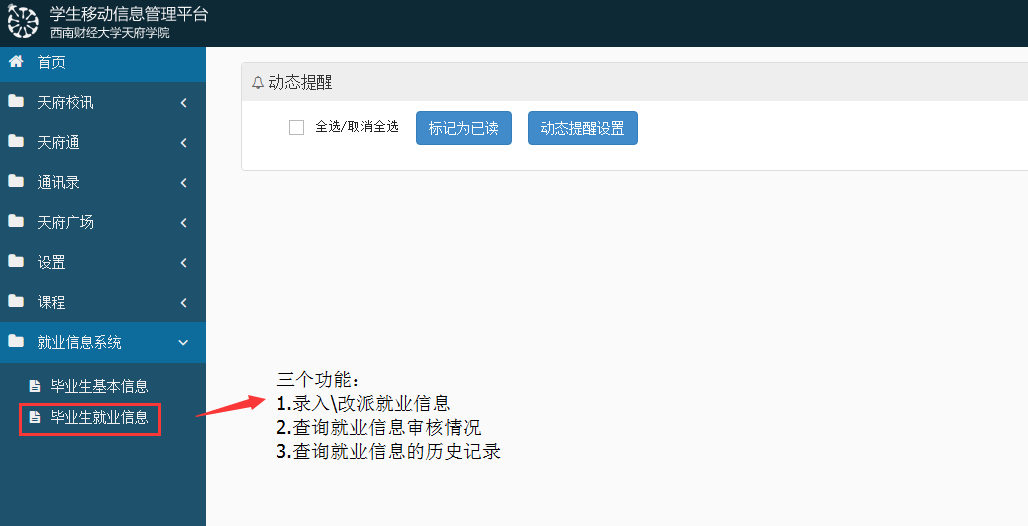 学生移动信息管理平台
西南财经大学天府学院
首页
天府校讯
天府通
通讯录
天府广场
设置
课程
就业信息系统
毕业生基本信息
毕业生就业信息
动态提醒
全选/取消全选 标记为已读 动态提醒设置
三个功能：
1.录入\改派就业信息
2.查询就业信息审核情况
3.查询就业信息的历史记录